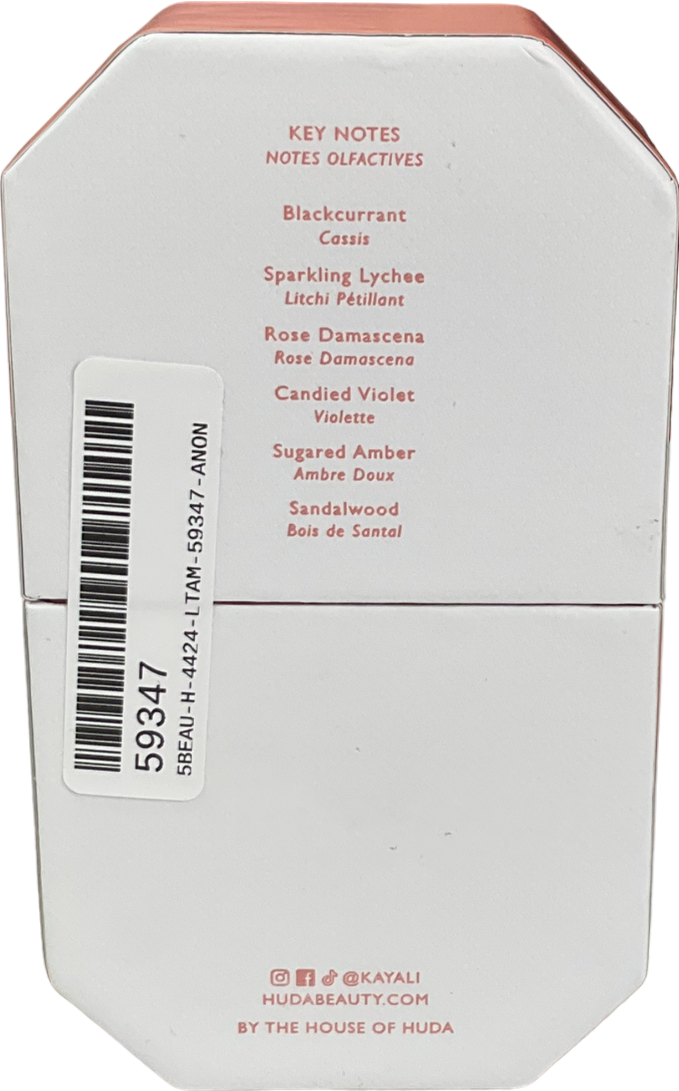 KEY NOTES
NOTES OLFACTIVES
Blackcurrant
Cassis
Sparkling Lychee
Litchi Pétillant
Rose Damascena
Rose Damascena
Candied Violet
Violette
Sugared Amber
Ambre Doux
Sandalwood
Bois de Santal
59347
5BEAU-H-4424-LTAM-59347-ANON
@KAYALI
HUDABEAUTY.COM
BY THE HOUSE OF HUDA